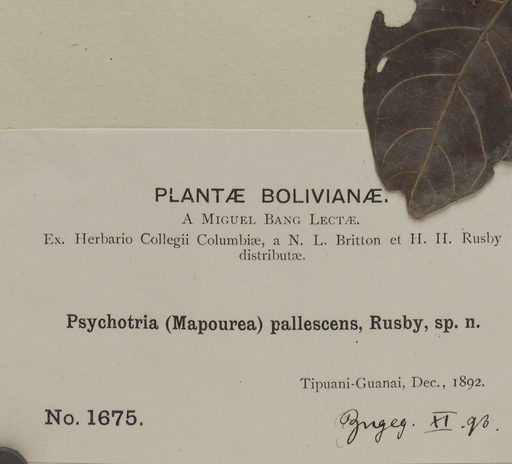 PLANTÆ BOLIVIANÆ.
A Miguel Bang Lectæ.
Ex. Herbario Collegii Columbiæ, a N. L. Britton et H. H. Rusby
distributæ.
Psychotria (Mapourea) pallescens, Rusby, sp. n.
Tipuani-Guanai, Dec., 1892.
No. 1675.
XI